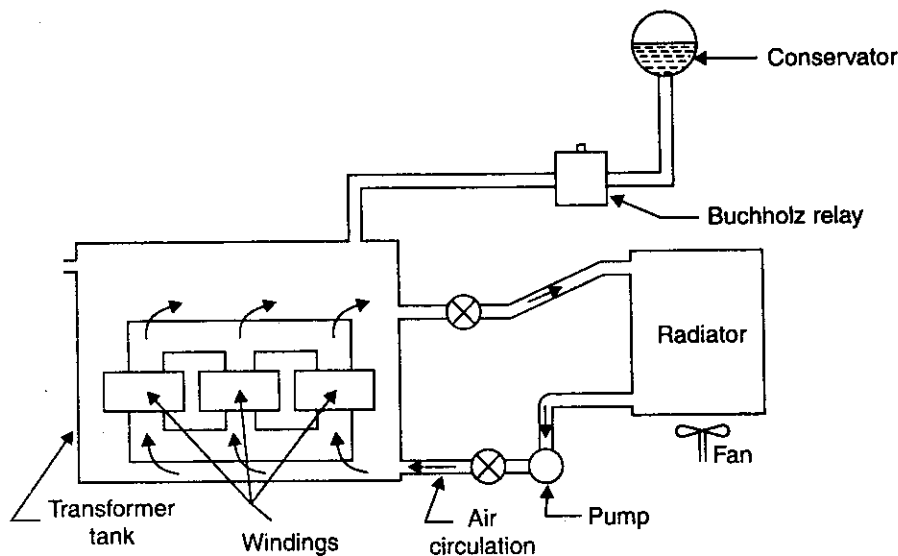 Conservator
Buchholz relay
Radiator
Fan
Transformer
tank
Windings
Air
circulation
Pump